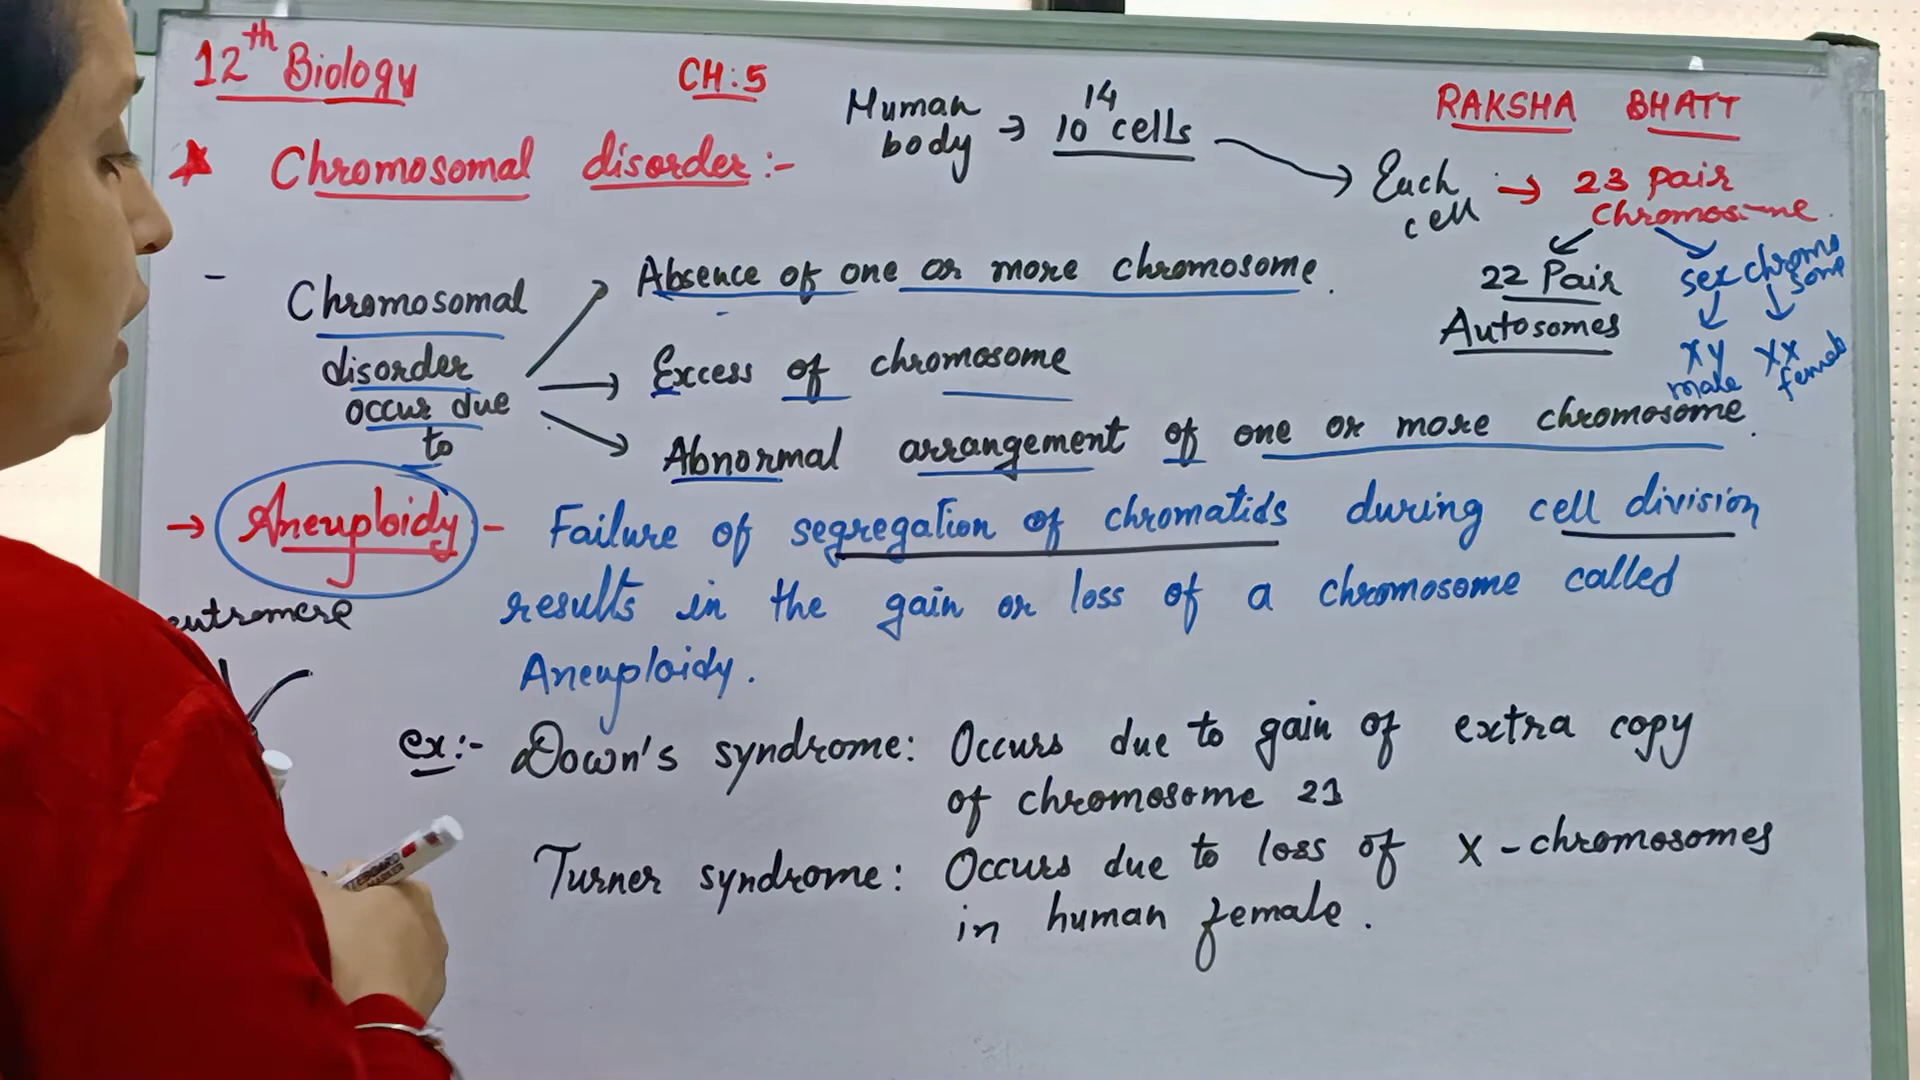 12th Biology
CH:5
RAKSHA BHATT
Human body → 10^14 cells
Each cell → 23 pair chromosome
22 Pair Autosomes
sex chromosome
XY male
XX female
★ Chromosomal disorder:-
- Chromosomal disorder occur due to
→ Absence of one or more chromosome.
→ Excess of chromosome
→ Abnormal arrangement of one or more chromosome.
→ Aneuploidy - Failure of segregation of chromatids during cell division
results in the gain or loss of a chromosome called
Aneuploidy.
ex:- Down's syndrome: Occurs due to gain of extra copy
of chromosome 21
Turner syndrome: Occurs due to loss of X-chromosomes
in human female.